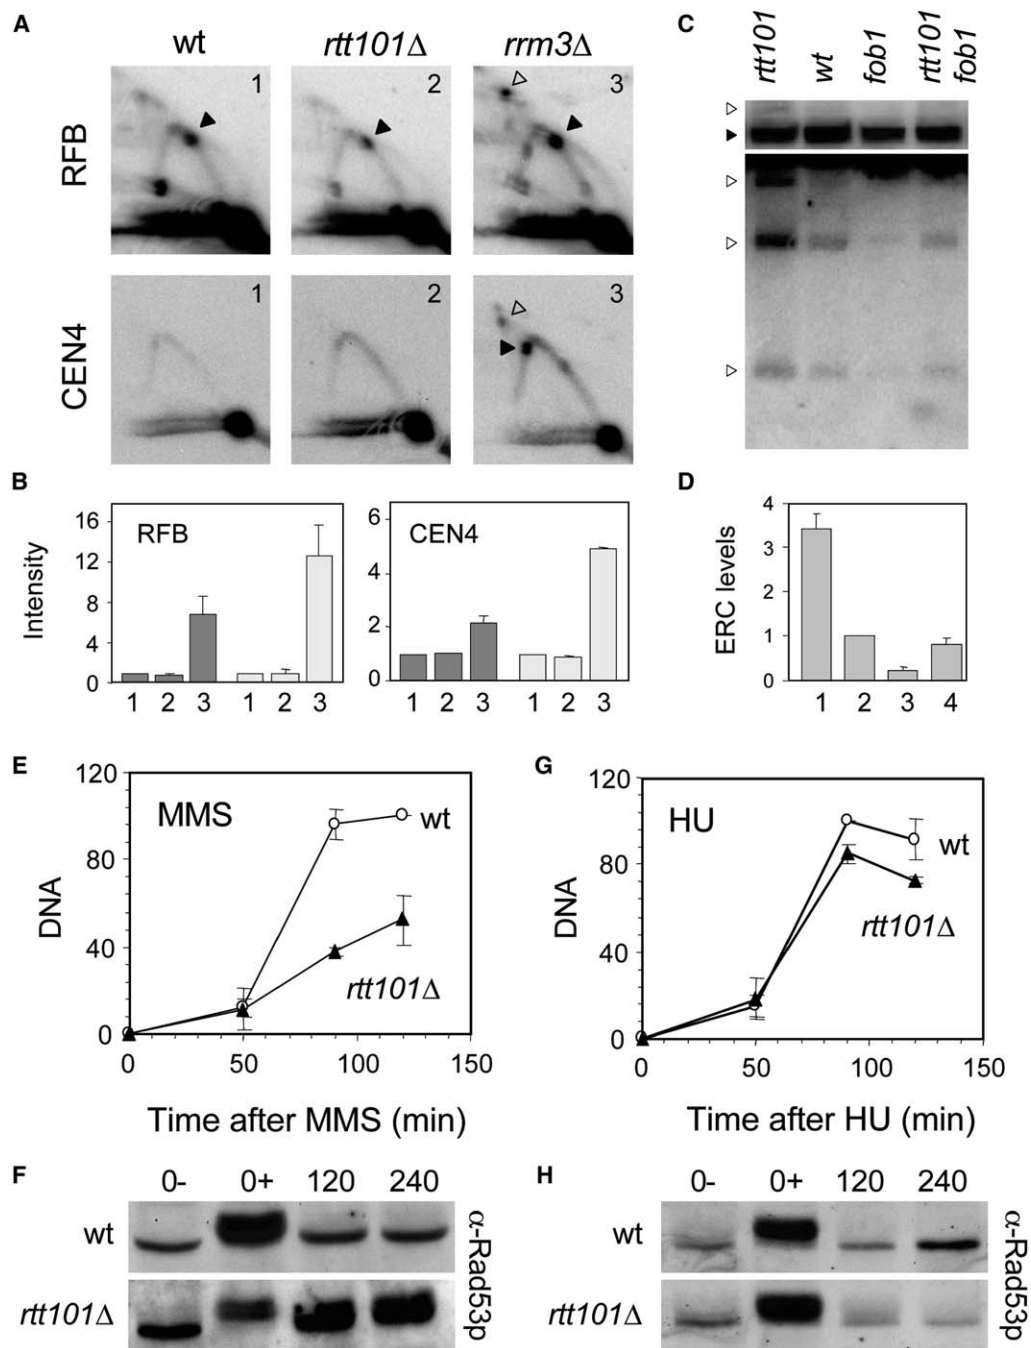 A
wt
rtt101Δ
rrm3Δ
RFB
1
2
3
CEN4
1
2
3
B
Intensity
RFB
16
12
8
4
0
1 2 3 1 2 3
CEN4
6
4
2
0
1 2 3 1 2 3
C
rtt101
wt
fob1
rtt101
fob1
D
ERC levels
4
3
2
1
0
1 2 3 4
E
MMS
DNA
120
80
40
0
wt
rtt101Δ
0 50 100 150
Time after MMS (min)
G
HU
DNA
120
80
40
0
wt
rtt101Δ
0 50 100 150
Time after HU (min)
F
0- 0+ 120 240
wt
rtt101Δ
α-Rad53p
H
0- 0+ 120 240
wt
rtt101Δ
α-Rad53p